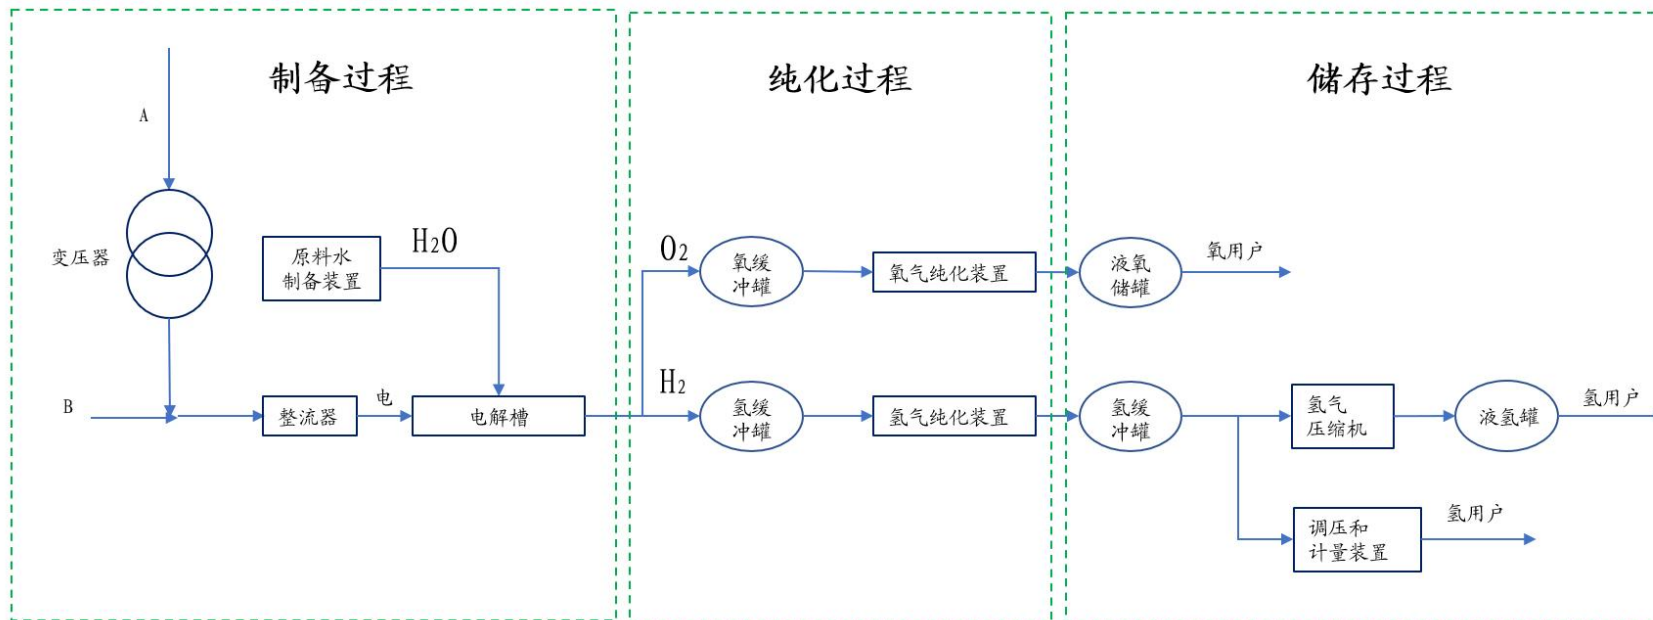 制备过程
纯化过程
储存过程
A
变压器
原料水
制备装置
H₂O
B
整流器
电
电解槽
O₂
氧缓
冲罐
氧气纯化装置
液氧
储罐
氧用户
H₂
氢缓
冲罐
氢气纯化装置
氢缓
冲罐
氢气
压缩机
液氢罐
氢用户
调压和
计量装置
氢用户